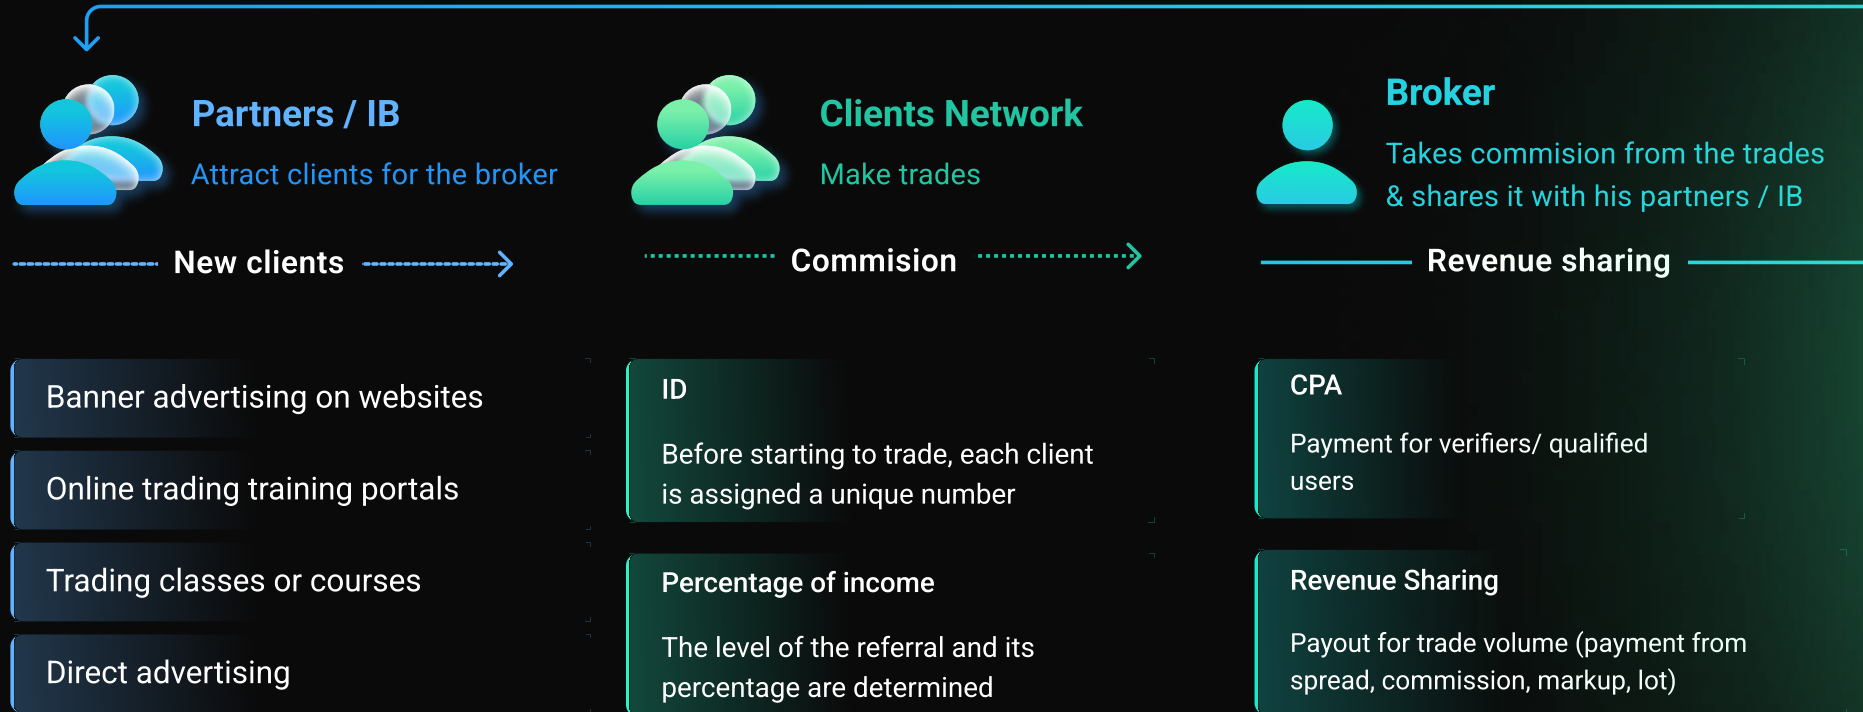 Partners / IB
Attract clients for the broker
New clients
Banner advertising on websites
Online trading training portals
Trading classes or courses
Direct advertising
Clients Network
Make trades
Commision
ID
Before starting to trade, each client
is assigned a unique number
Percentage of income
The level of the referral and its
percentage are determined
Broker
Takes commision from the trades
& shares it with his partners / IB
Revenue sharing
CPA
Payment for verifiers/ qualified
users
Revenue Sharing
Payout for trade volume (payment from
spread, commission, markup, lot)